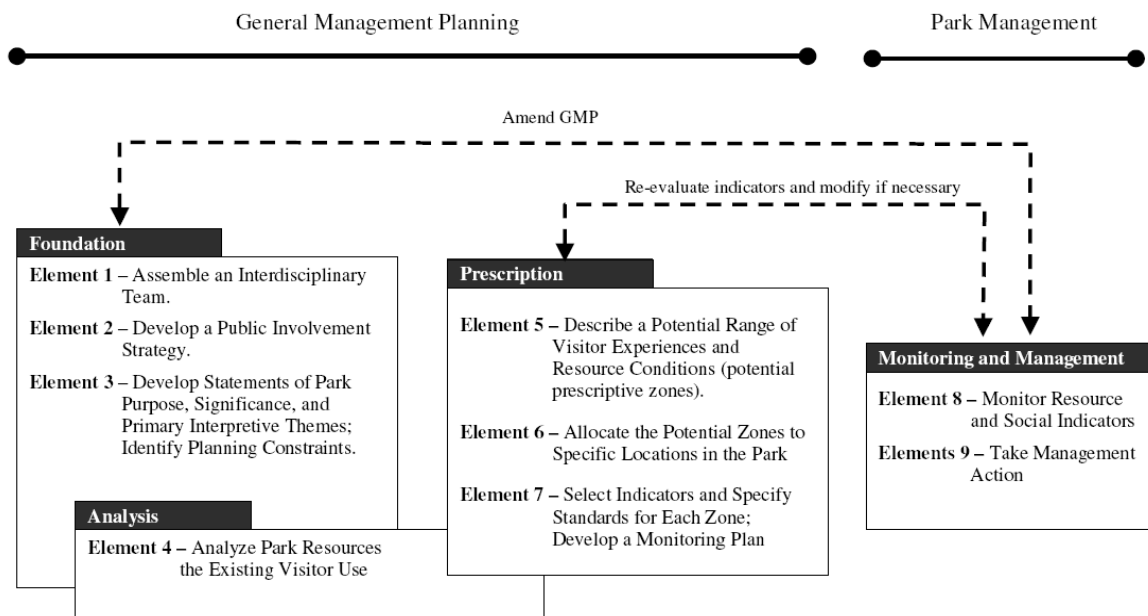 General Management Planning
Park Management
Amend GMP
Re-evaluate indicators and modify if necessary
Foundation
Element 1 – Assemble an Interdisciplinary
Team.
Element 2 – Develop a Public Involvement
Strategy.
Element 3 – Develop Statements of Park
Purpose, Significance, and
Primary Interpretive Themes;
Identify Planning Constraints.
Analysis
Element 4 – Analyze Park Resources
the Existing Visitor Use
Prescription
Element 5 – Describe a Potential Range of
Visitor Experiences and
Resource Conditions (potential
prescriptive zones).
Element 6 – Allocate the Potential Zones to
Specific Locations in the Park
Element 7 – Select Indicators and Specify
Standards for Each Zone;
Develop a Monitoring Plan
Monitoring and Management
Element 8 – Monitor Resource
and Social Indicators
Elements 9 – Take Management
Action